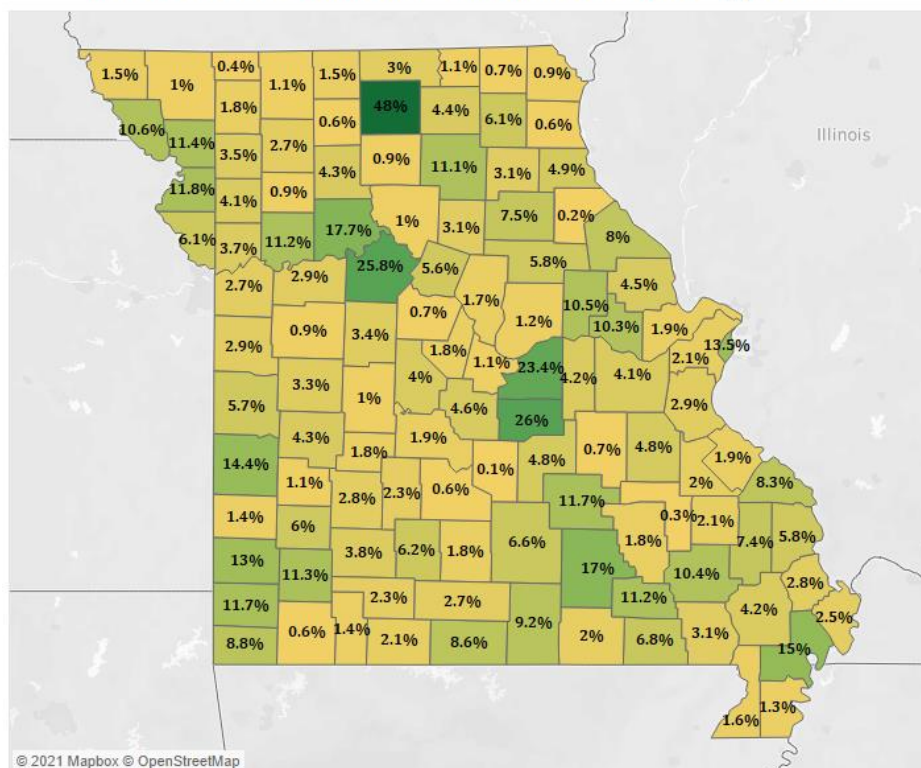 0.4% 3% 1.1% 0.7% 0.9%
1.5% 1% 1.1% 1.5%
1.8% 48% 4.4% 6.1% 0.6%
10.6% 0.6%
11.4% 2.7% Illinois
3.5% 0.9% 11.1% 3.1% 4.9%
4.3%
11.8% 4.1% 0.9%
1% 3.1% 7.5% 0.2%
6.1% 3.7% 11.2% 17.7% 8%
25.8% 5.6% 5.8%
2.7% 2.9% 1.7% 4.5%
0.7% 1.2% 10.5%
2.9% 0.9% 3.4% 10.3% 1.9%
1.8% 1.1% 2.1% 13.5%
3.3% 4% 23.4% 4.2% 4.1%
5.7% 1% 4.6% 2.9%
26%
4.3% 1.9% 0.7% 4.8%
14.4% 1.8% 0.1% 4.8% 1.9%
1.1% 2.8% 2.3% 0.6% 2% 8.3%
11.7%
1.4% 6% 0.3% 2.1%
3.8% 6.2% 1.8% 6.6% 1.8% 7.4% 5.8%
13% 11.3% 17% 10.4%
2.3% 2.7% 11.2% 2.8%
11.7% 9.2% 4.2% 2.5%
8.8% 0.6% 1.4% 2.1% 8.6% 2% 6.8% 3.1%
15%
1.6% 1.3%
© 2021 Mapbox © OpenStreetMap